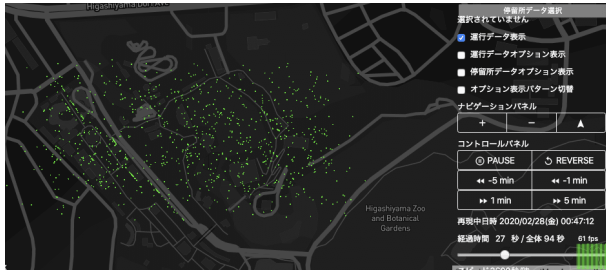 Higashiyama Dori Ave
停留所データ選択
選択されていません
運行データ表示
運行データオプション表示
停留所データオプション表示
オプション表示パターン切替
ナビゲーションパネル
+
−
コントロールパネル
PAUSE
REVERSE
-5 min
-1 min
1 min
5 min
Higashiyama Zoo
and Botanical
Gardens
再現中日時 2020/02/28(金) 00:47:12
経過時間 27 秒 / 全体 94 秒
61 fps